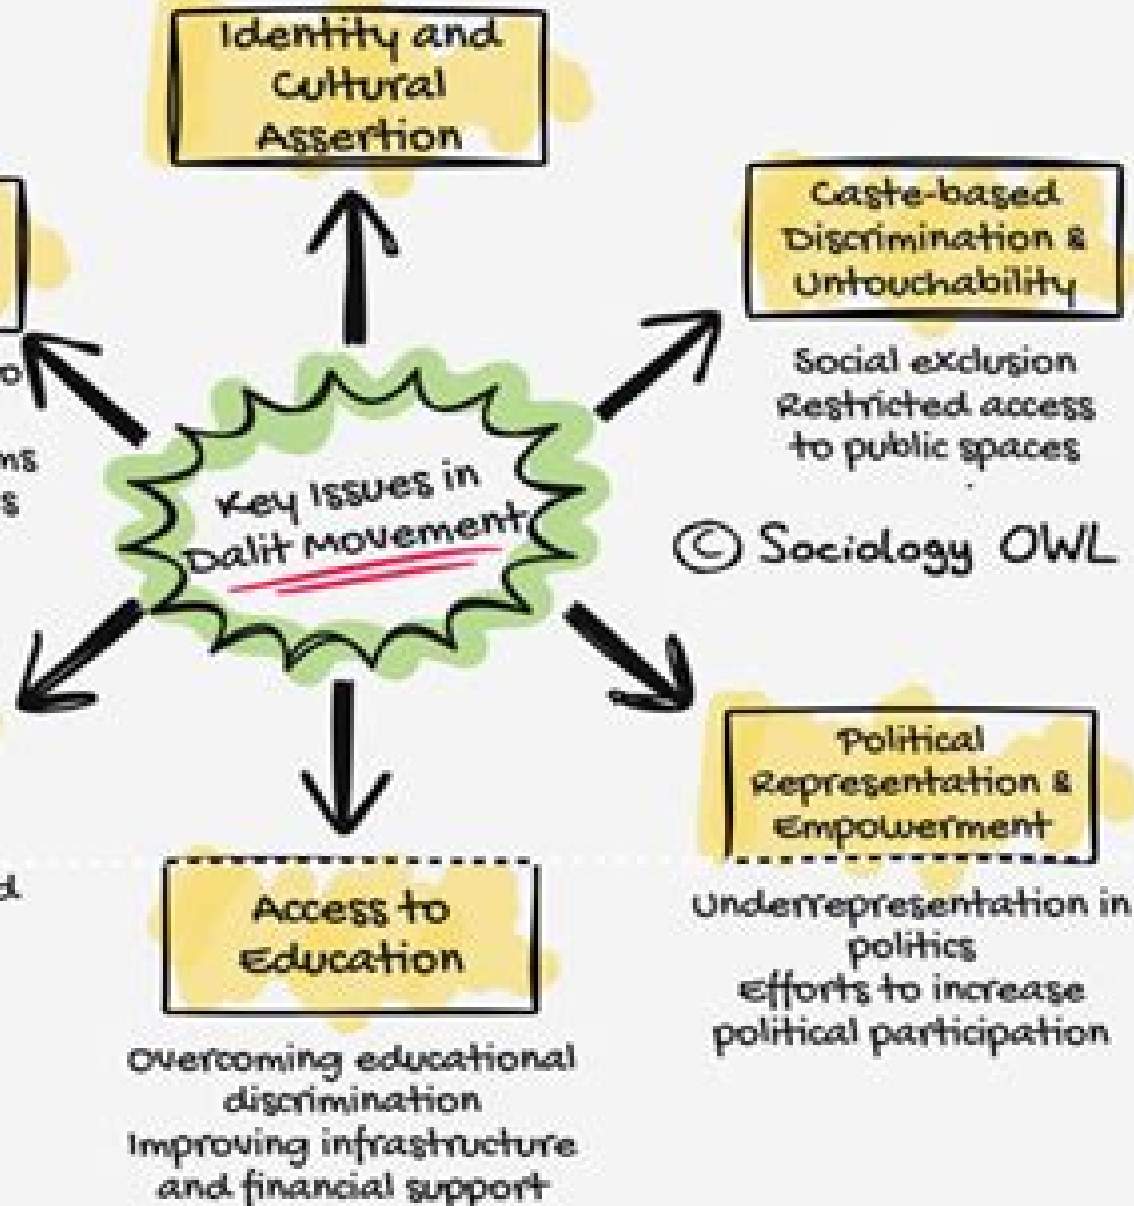 Identity and
Cultural
Assertion
Caste-based
Discrimination &
Untouchability
Social exclusion
Restricted access
to public spaces
Key Issues in
Dalit Movement
© Sociology OWL
Political
Representation &
Empowerment
Underrepresentation in
politics
Efforts to increase
political participation
Access to
Education
Overcoming educational
discrimination
Improving infrastructure
and financial support